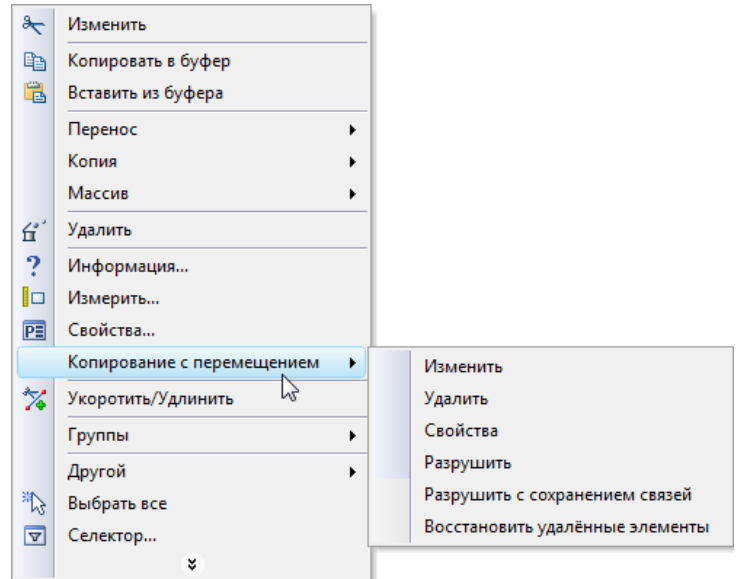 Изменить
Копировать в буфер
Вставить из буфера
Перенос
Копия
Массив
Удалить
Информация...
Измерить...
Свойства...
Копирование с перемещением
Укоротить/Удлинить
Группы
Другой
Выбрать все
Селектор...
Изменить
Удалить
Свойства
Разрушить
Разрушить с сохранением связей
Восстановить удалённые элементы